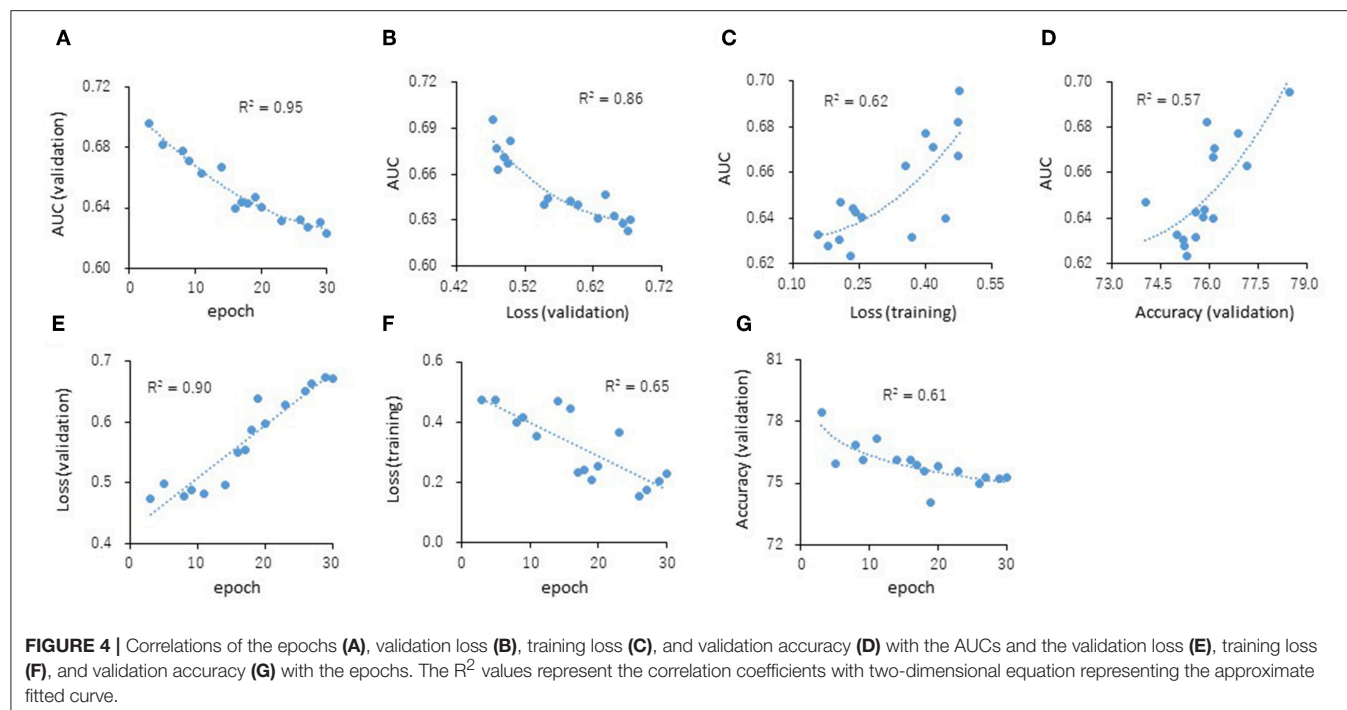 A
AUC (validation)
0.72
0.68
0.64
0.60
R² = 0.95
0
10
20
30
epoch
B
AUC
0.72
0.69
0.66
0.63
0.60
R² = 0.86
0.42
0.52
0.62
0.72
Loss (validation)
C
AUC
0.70
0.68
0.66
0.64
0.62
R² = 0.62
0.10
0.25
0.40
0.55
Loss (training)
D
AUC
0.70
0.68
0.66
0.64
0.62
R² = 0.57
73.0
74.5
76.0
77.5
79.0
Accuracy (validation)
E
Loss (validation)
0.7
0.6
0.5
0.4
R² = 0.90
0
10
20
30
epoch
F
Loss (training)
0.6
0.4
0.2
0.0
R² = 0.65
0
10
20
30
epoch
G
Accuracy (validation)
81
78
75
72
R² = 0.61
0
10
20
30
epoch
FIGURE 4 | Correlations of the epochs (A), validation loss (B), training loss (C), and validation accuracy (D) with the AUCs and the validation loss (E), training loss
(F), and validation accuracy (G) with the epochs. The R² values represent the correlation coefficients with two-dimensional equation representing the approximate
fitted curve.